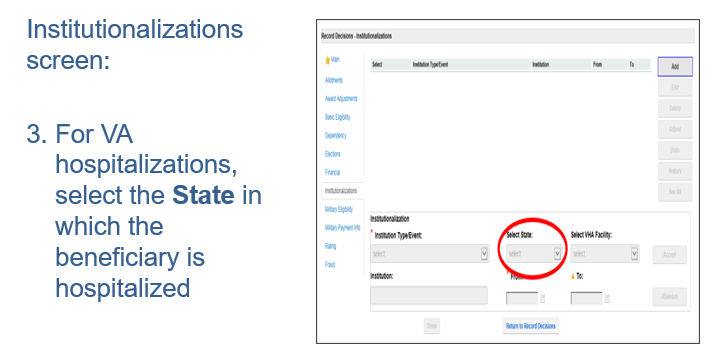 Institutionalizations
screen:
3. For VA
hospitalizations,
select the State in
which the
beneficiary is
hospitalized
Record Decisions - Institutionalizations
Main
Allotments
Award Adjustments
Basic Eligibility
Dependency
Elections
Financial
Institutionalizations
Military Eligibility
Military Payment Info
Rating
Fraud
Select Institution Type/Event Institution From To
Add
Edit
Delete
Adjust
Undo
History
See All
Institutionalization
* Institution Type/Event: Select State: Select VHA Facility:
select select select Accept
Institution: * From: To:
Abandon
Save Return to Record Decisions